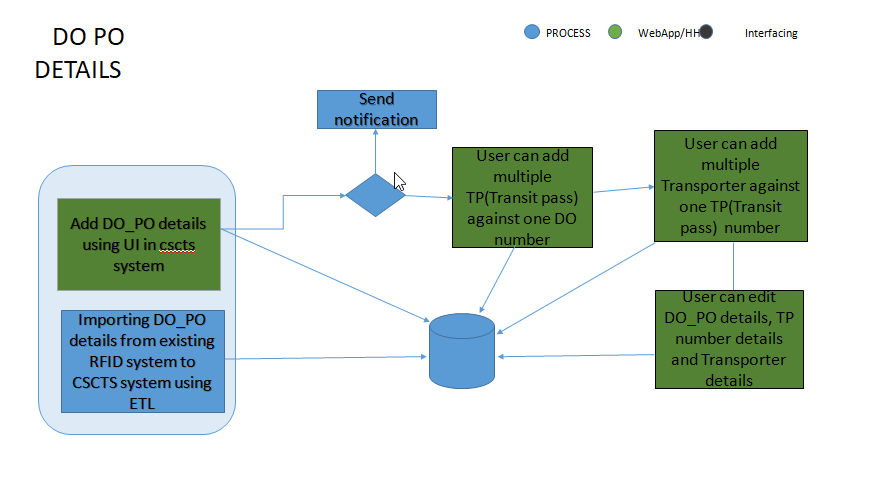 DO PO
DETAILS
PROCESS
WebApp/HH
Interfacing
Send
notification
User can add
multiple
TP(Transit pass)
against one DO
number
User can add
multiple
Transporter against
one TP(Transit
pass) number
Add DO_PO details
using UI in cscts
system
Importing DO_PO
details from existing
RFID system to
CSCTS system using
ETL
User can edit
DO_PO details, TP
number details
and Transporter
details